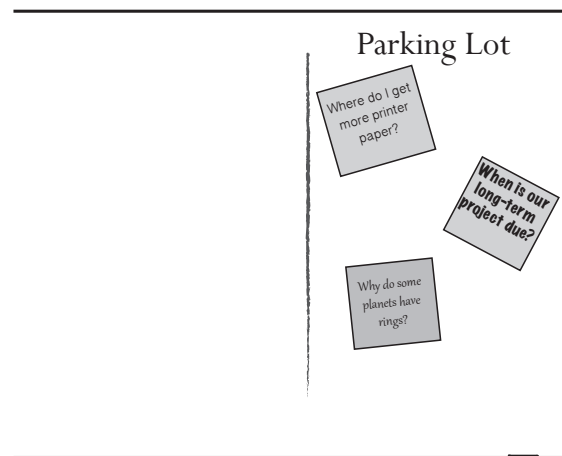 Parking Lot
Where do I get
more printer
paper?
When is our
long-term
project due?
Why do some
planets have
rings?